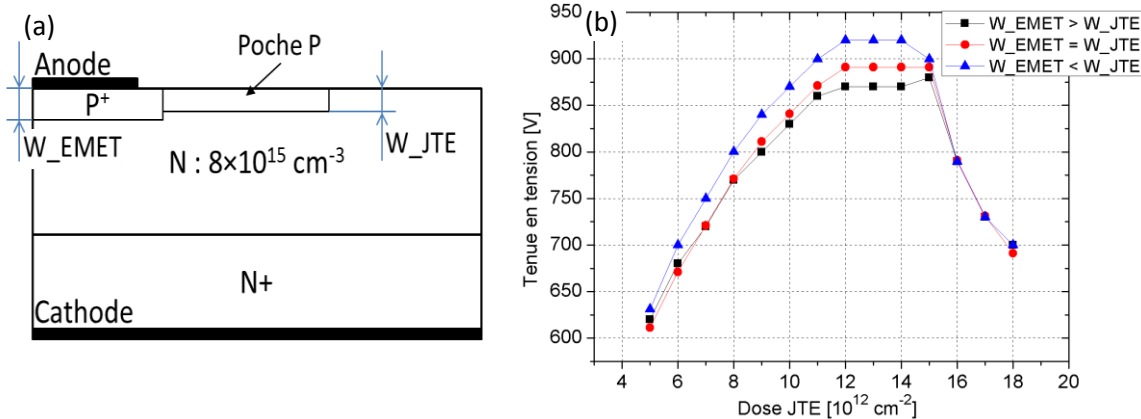 (a)
Poche P
Anode
P+
W_EMET
W_JTE
N : 8×10¹⁵ cm⁻³
N+
Cathode
(b)
W_EMET > W_JTE
W_EMET = W_JTE
W_EMET < W_JTE
Tenue en tension [V]
950
900
850
800
750
700
650
600
4 6 8 10 12 14 16 18 20
Dose JTE [10¹² cm⁻²]